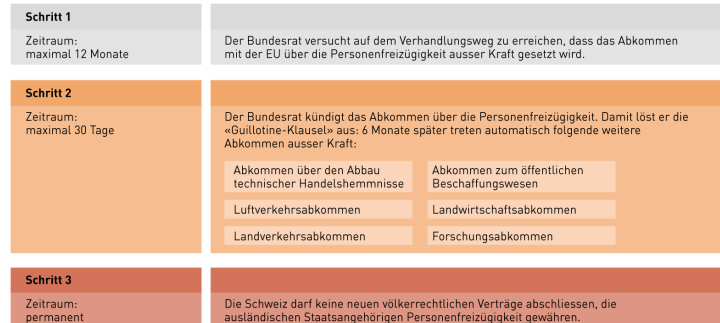 Schritt 1
Zeitraum:
maximal 12 Monate
Der Bundesrat versucht auf dem Verhandlungsweg zu erreichen, dass das Abkommen
mit der EU über die Personenfreizügigkeit ausser Kraft gesetzt wird.
Schritt 2
Zeitraum:
maximal 30 Tage
Der Bundesrat kündigt das Abkommen über die Personenfreizügigkeit. Damit löst er die
«Guillotine-Klausel» aus: 6 Monate später treten automatisch folgende weitere
Abkommen ausser Kraft:
Abkommen über den Abbau
technischer Handelshemmnisse
Abkommen zum öffentlichen
Beschaffungswesen
Luftverkehrsabkommen
Landwirtschaftsabkommen
Landverkehrsabkommen
Forschungsabkommen
Schritt 3
Zeitraum:
permanent
Die Schweiz darf keine neuen völkerrechtlichen Verträge abschliessen, die
ausländischen Staatsangehörigen Personenfreizügigkeit gewähren.